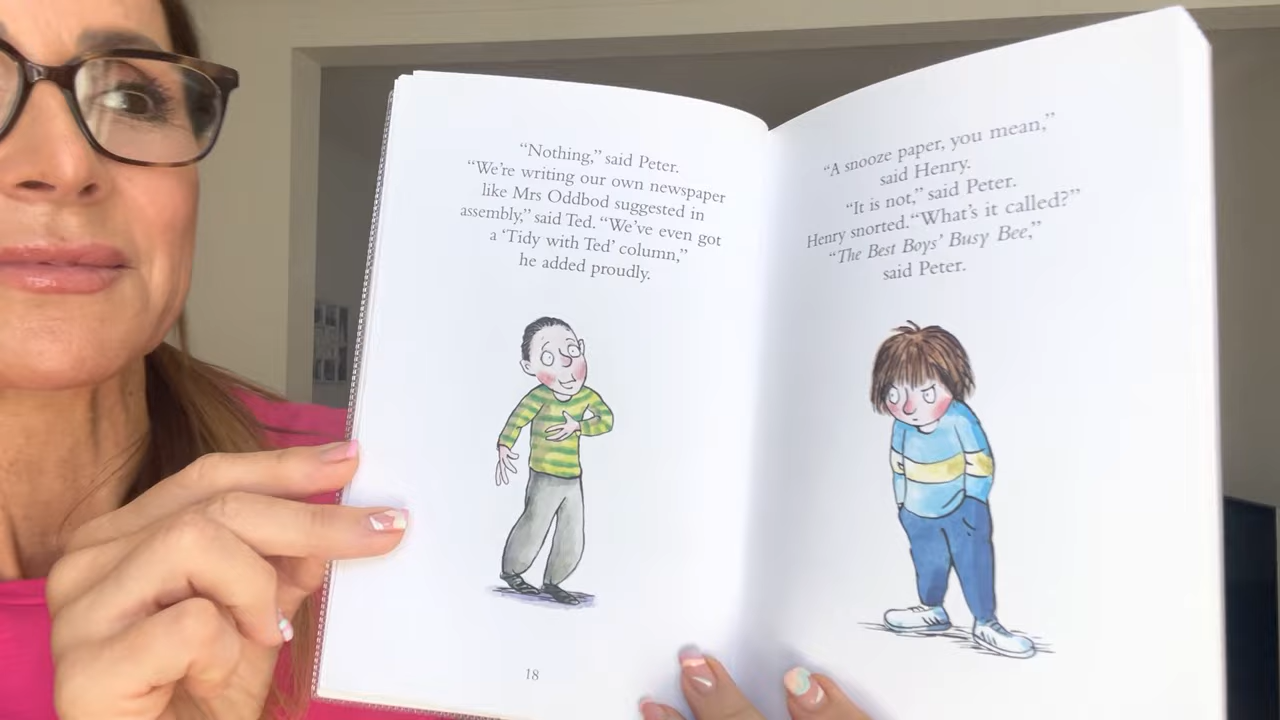 “Nothing,” said Peter.
“We’re writing our own newspaper
like Mrs Oddbod suggested in
assembly,” said Ted. “We’ve even got
a ‘Tidy with Ted’ column,”
he added proudly.
18
“A snooze paper, you mean,”
said Henry.
“It is not,” said Peter.
Henry snorted. “What’s it called?”
“The Best Boys’ Busy Bee,”
said Peter.